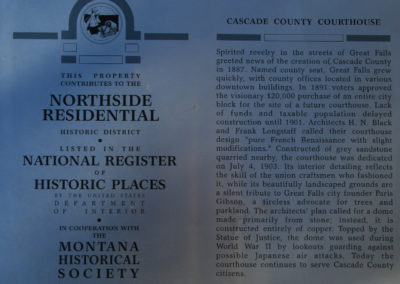 THIS PROPERTY
CONTRIBUTES TO THE
NORTHSIDE
RESIDENTIAL
HISTORIC DISTRICT
LISTED IN THE
NATIONAL REGISTER
OF
HISTORIC PLACES
BY THE UNITED STATES
DEPARTMENT
OF INTERIOR
IN COOPERATION WITH
THE
MONTANA
HISTORICAL
SOCIETY
CASCADE COUNTY COURTHOUSE
Spirited revelry in the streets of Great Falls
greeted news of the creation of Cascade County
in 1887. Named county seat, Great Falls grew
quickly, with county offices located in various
downtown buildings. In 1891 voters approved
the visionary $20,000 purchase of an entire city
block for the site of a future courthouse. Lack
of funds and taxable population delayed
construction until 1901. Architects H. N. Black
and Frank Longstaff called their courthouse
design "pure French Renaissance with slight
modifications." Constructed of grey sandstone
quarried nearby, the courthouse was dedicated
on July 4, 1903. Its interior detailing, reflects
the skill of the union craftsmen who fashioned
it, while its beautifully landscaped grounds are
a silent tribute to Great Falls city founder Paris
Gibson, a tireless advocate for trees and
parkland. The architects' plan called for a dome
made primarily from stone; instead, it is
constructed entirely of copper. Topped by the
Statue of Justice, the dome was used during
World War II by lookouts guarding against
possible Japanese air attacks. Today the
courthouse continues to serve Cascade County
citizens.